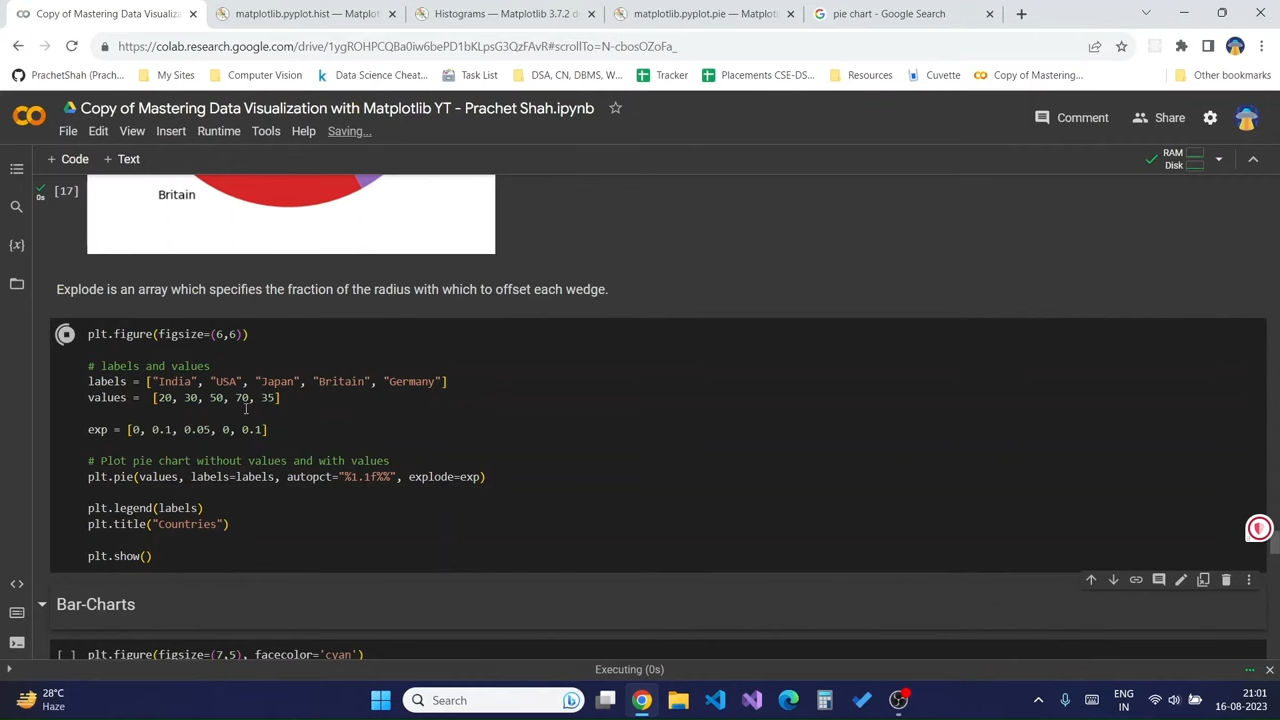 Copy of Mastering Data Visualizati
matplotlib.pyplot.hist — Matplotli
Histograms — Matplotlib 3.7.2 d
matplotlib.pyplot.pie — Matplotl
pie chart - Google Search
https://colab.research.google.com/drive/1ygROHPCQBa0iw6bePD1bKLpsG3QzFAvR#scrollTo=N-cbosOZoFa_
PrachetShah (Prach...
My Sites
Computer Vision
Data Science Cheat...
Task List
DSA, CN, DBMS, W...
Tracker
Placements CSE-DS...
Resources
Cuvette
Copy of Mastering...
Other bookmarks
Copy of Mastering Data Visualization with Matplotlib YT - Prachet Shah.ipynb
File Edit View Insert Runtime Tools Help Saving...
Comment
Share
+ Code + Text
RAM
Disk
[17]
0s
Britain
Explode is an array which specifies the fraction of the radius with which to offset each wedge.
plt.figure(figsize=(6,6))
# labels and values
labels = ["India", "USA", "Japan", "Britain", "Germany"]
values =  [20, 30, 50, 70, 35]
exp = [0, 0.1, 0.05, 0, 0.1]
# Plot pie chart without values and with values
plt.pie(values, labels=labels, autopct="%1.1f%%", explode=exp)
plt.legend(labels)
plt.title("Countries")
plt.show()
Bar-Charts
[ ] plt.figure(figsize=(7,5), facecolor='cyan')
Executing (0s)
28°C
Haze
Search
ENG
IN
21:01
16-08-2023